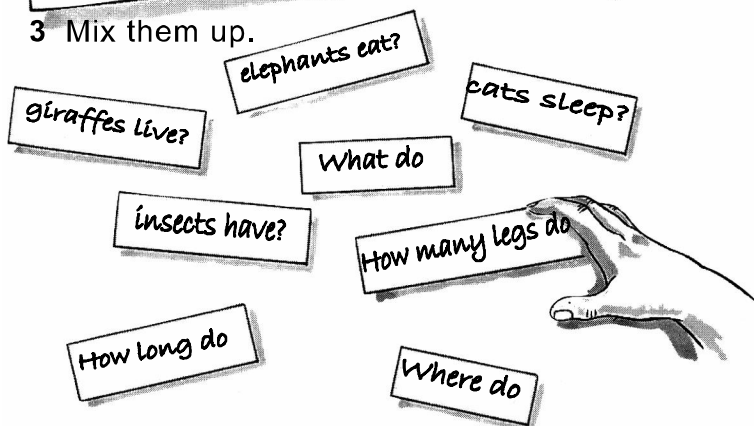 3 Mix them up.
elephants eat?
cats sleep?
giraffes live?
What do
insects have?
How many legs do
How long do
Where do